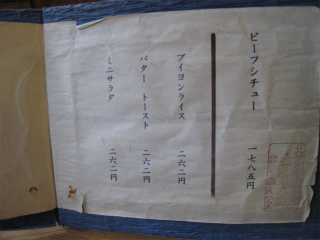 ビーフシチュー 一七八五円
ブイヨンライス 二六二円
バタートースト 二六二円
ミニサラダ 二六二円